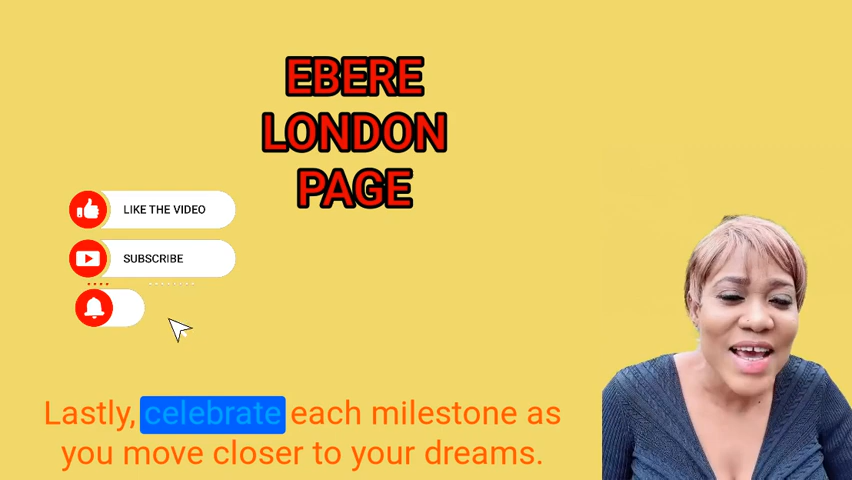 EBERE
LONDON
PAGE
LIKE THE VIDEO
SUBSCRIBE
Lastly, celebrate each milestone as
you move closer to your dreams.